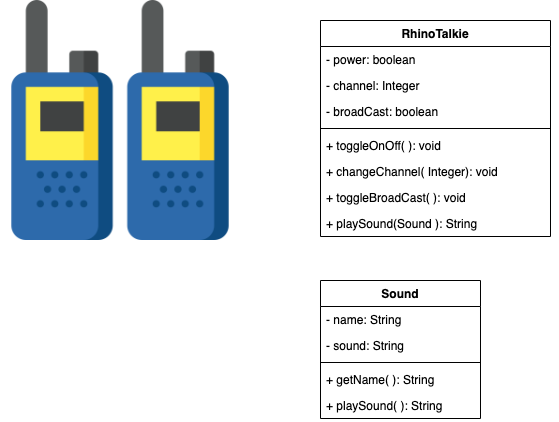 RhinoTalkie
- power: boolean
- channel: Integer
- broadCast: boolean
+ toggleOnOff( ): void
+ changeChannel( Integer): void
+ toggleBroadCast( ): void
+ playSound(Sound ): String
Sound
- name: String
- sound: String
+ getName( ): String
+ playSound( ): String